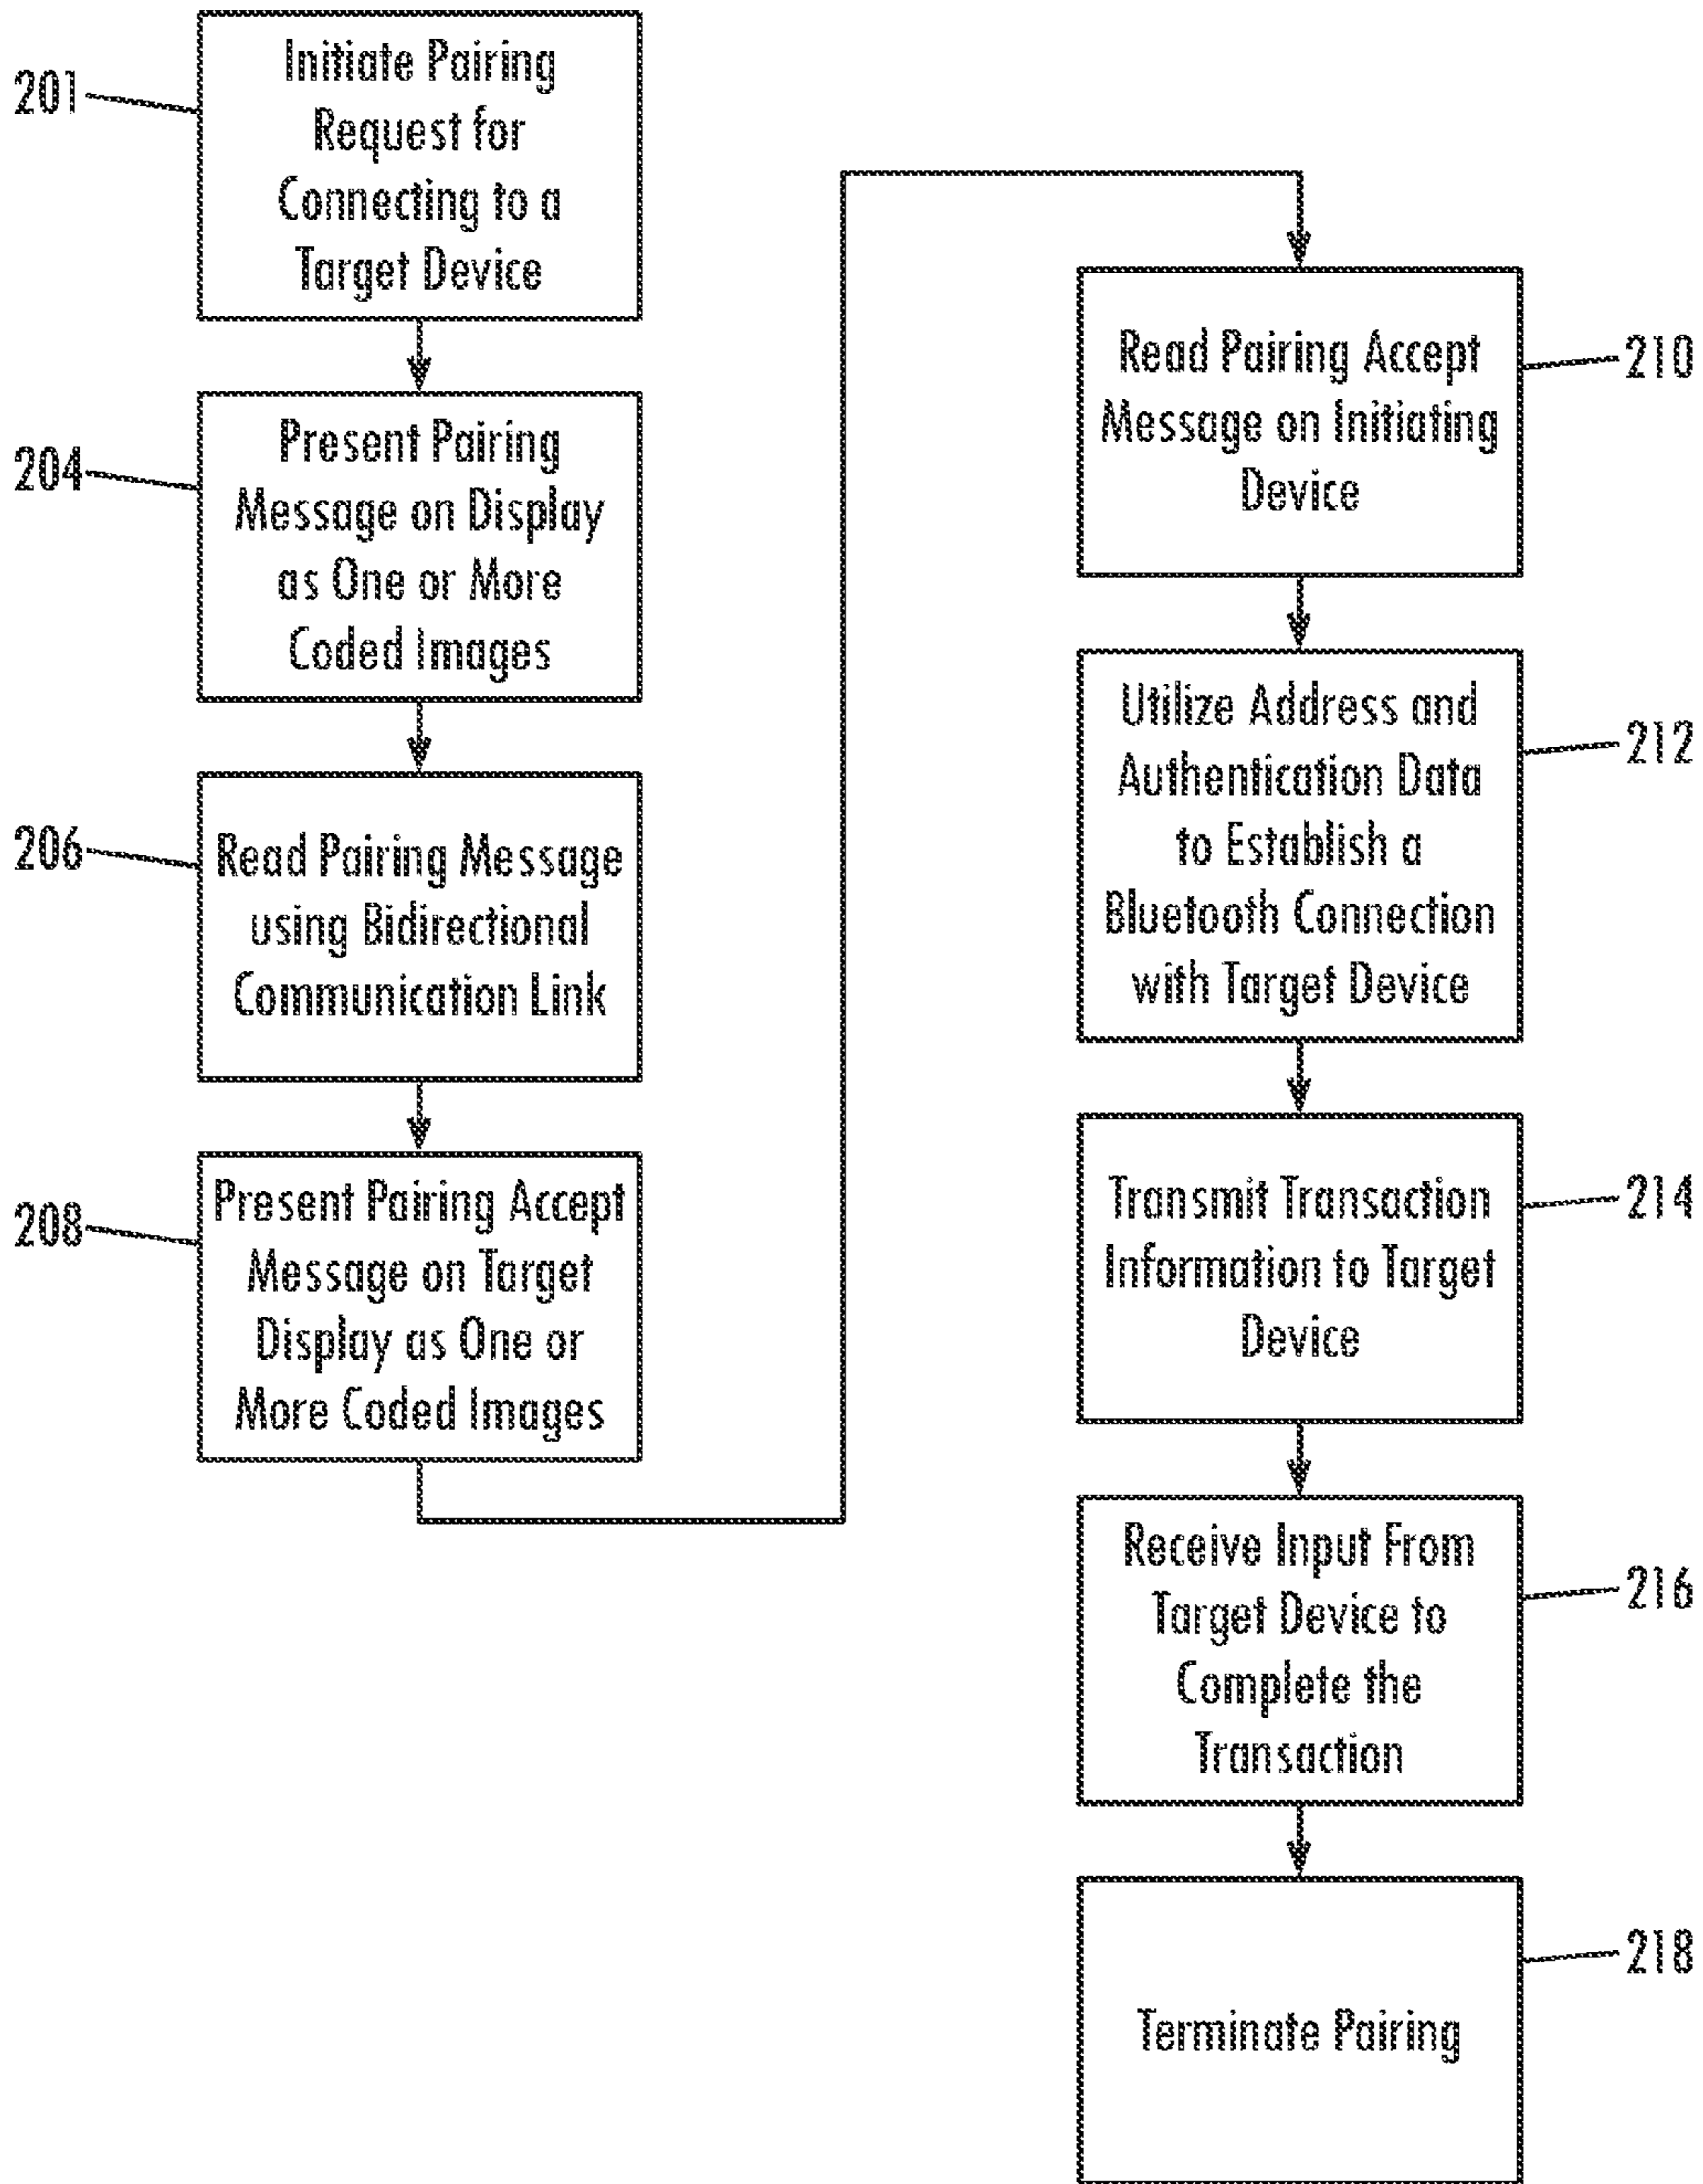 201
Initiate Pairing
Request for
Connecting to a
Target Device
204
Present Pairing
Message on Display
as One or More
Coded Images
206
Read Pairing Message
using Bidirectional
Communication Link
208
Present Pairing Accept
Message on Target
Display as One or
More Coded Images
Read Pairing Accept
Message on Initiating
Device
210
Utilize Address and
Authentication Data
to Establish a
Bluetooth Connection
with Target Device
212
Transmit Transaction
Information to Target
Device
214
Receive Input From
Target Device to
Complete the
Transaction
216
Terminate Pairing
218